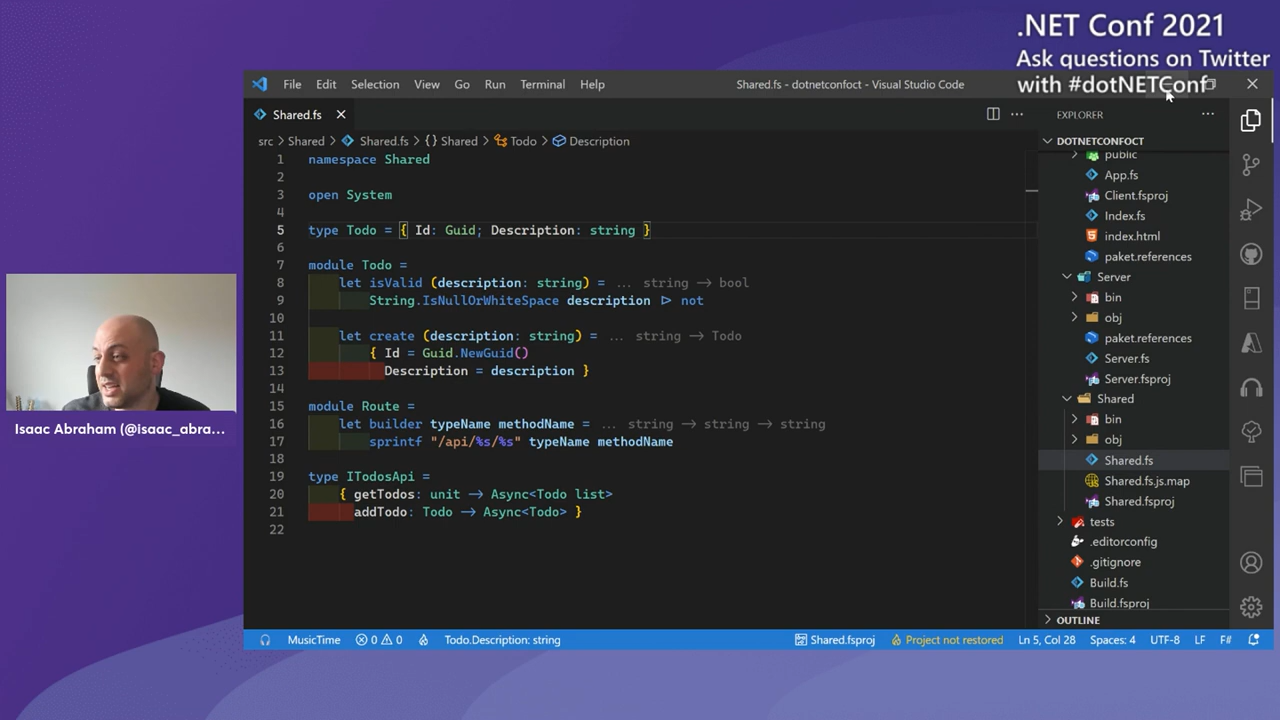 .NET Conf 2021
Ask questions on Twitter
with #dotNETConf
File Edit Selection View Go Run Terminal Help
Shared.fs - dotnetconfoct - Visual Studio Code
Shared.fs
src > Shared > Shared.fs > {} Shared > Todo > Description
1 namespace Shared
2
3 open System
4
5 type Todo = { Id: Guid; Description: string }
6
7 module Todo =
8 let isValid (description: string) = ... string -> bool
9 String.IsNullOrWhiteSpace description |> not
10
11 let create (description: string) = ... string -> Todo
12 { Id = Guid.NewGuid()
13 Description = description }
14
15 module Route =
16 let builder typeName methodName = ... string -> string -> string
17 sprintf "/api/%s/%s" typeName methodName
18
19 type ITodosApi =
20 { getTodos: unit -> Async<Todo list>
21 addTodo: Todo -> Async<Todo> }
22
EXPLORER
DOTNETCONFOCT
public
App.fs
Client.fsproj
Index.fs
index.html
paket.references
Server
bin
obj
paket.references
Server.fs
Server.fsproj
Shared
bin
obj
Shared.fs
Shared.fs.js.map
Shared.fsproj
tests
.editorconfig
.gitignore
Build.fs
Build.fsproj
OUTLINE
Isaac Abraham (@isaac_abra...
MusicTime 0 0 Todo.Description: string Shared.fsproj Project not restored Ln 5, Col 28 Spaces: 4 UTF-8 LF F#